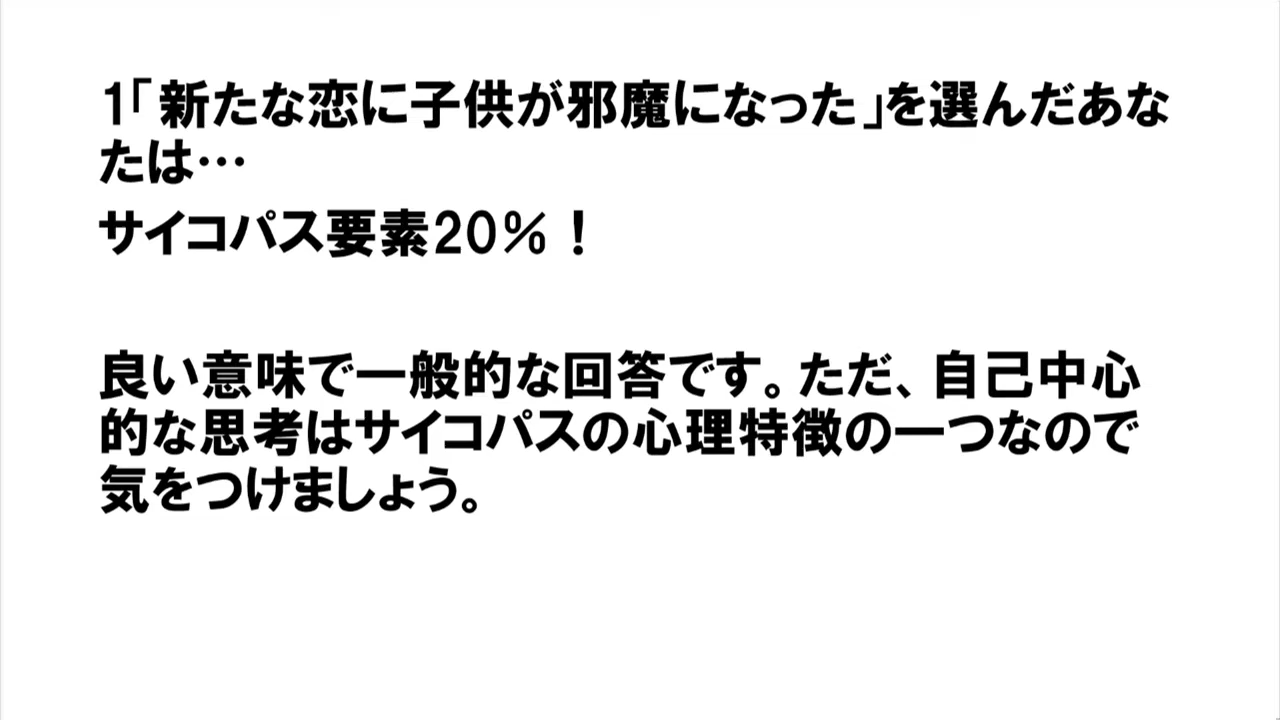 1「新たな恋に子供が邪魔になった」を選んだあな
たは…
サイコパス要素20％！
良い意味で一般的な回答です。ただ、自己中心
的な思考はサイコパスの心理特徴の一つなので
気をつけましょう。